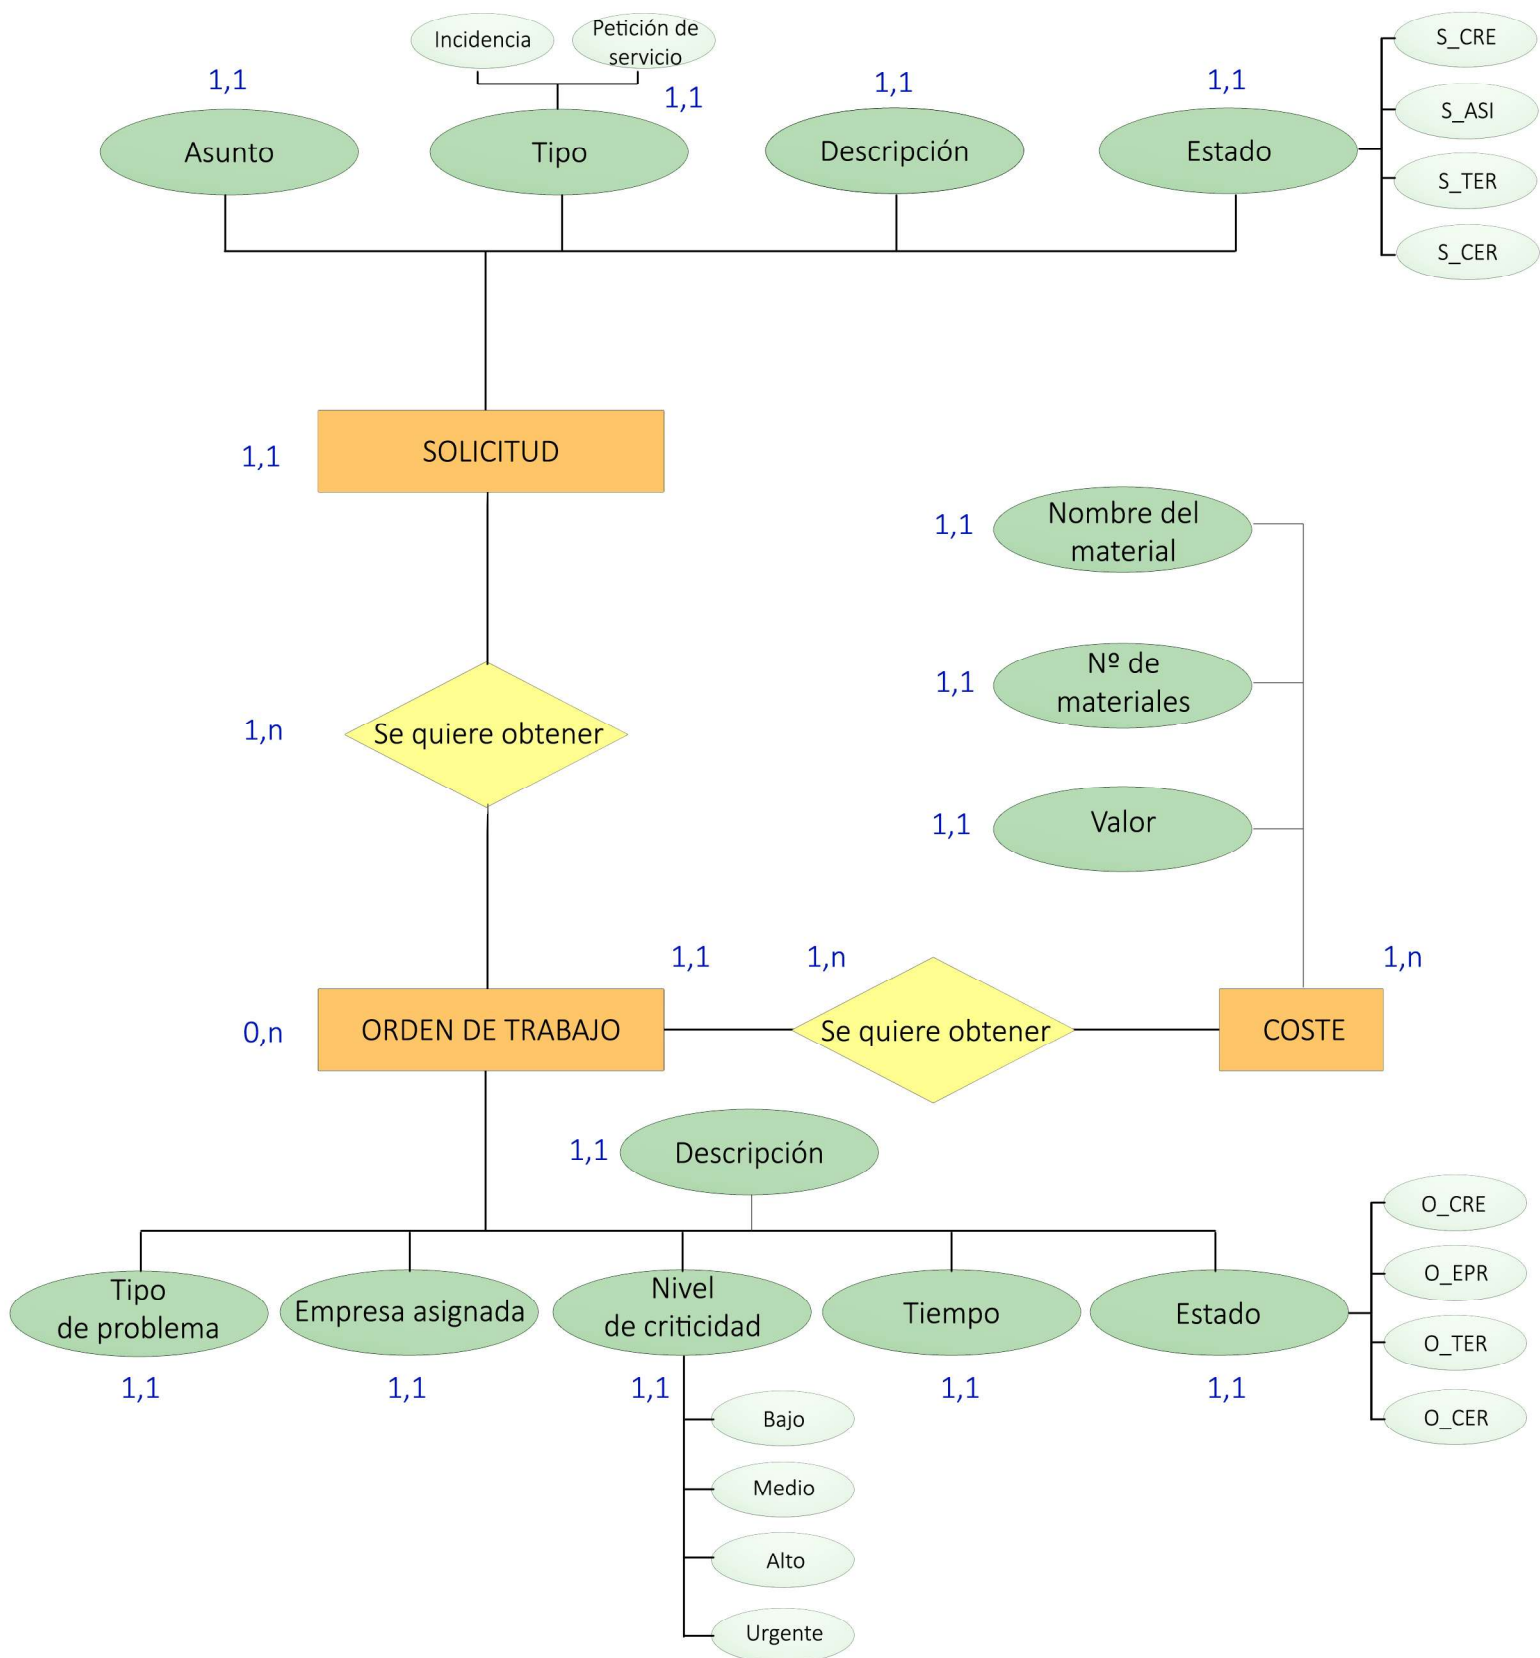 Incidencia
Petición de
servicio
S_CRE
1,1
1,1
1,1
1,1
S_ASI
Asunto
Tipo
Descripción
Estado
S_TER
S_CER
1,1
SOLICITUD
1,1
Nombre del
material
1,1
Nº de
materiales
1,n
Se quiere obtener
1,1
Valor
1,1
1,n
1,n
0,n
ORDEN DE TRABAJO
Se quiere obtener
COSTE
1,1
Descripción
O_CRE
O_EPR
Tipo
de problema
Empresa asignada
Nivel
de criticidad
Tiempo
Estado
O_TER
1,1
1,1
1,1
1,1
1,1
O_CER
Bajo
Medio
Alto
Urgente